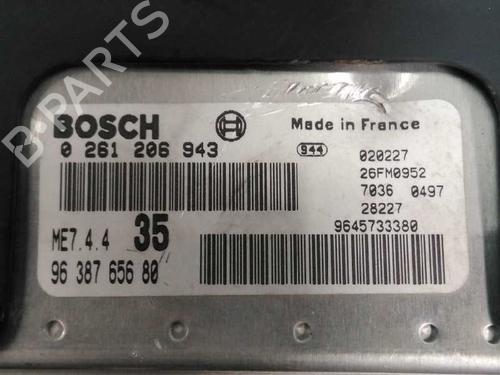 B-PARTS
BOSCH
Made in France
0 261 206 943
944
020227
26FM0952
7036 0497
28227
9645733380
ME7.4.4 35
96 387 656 80